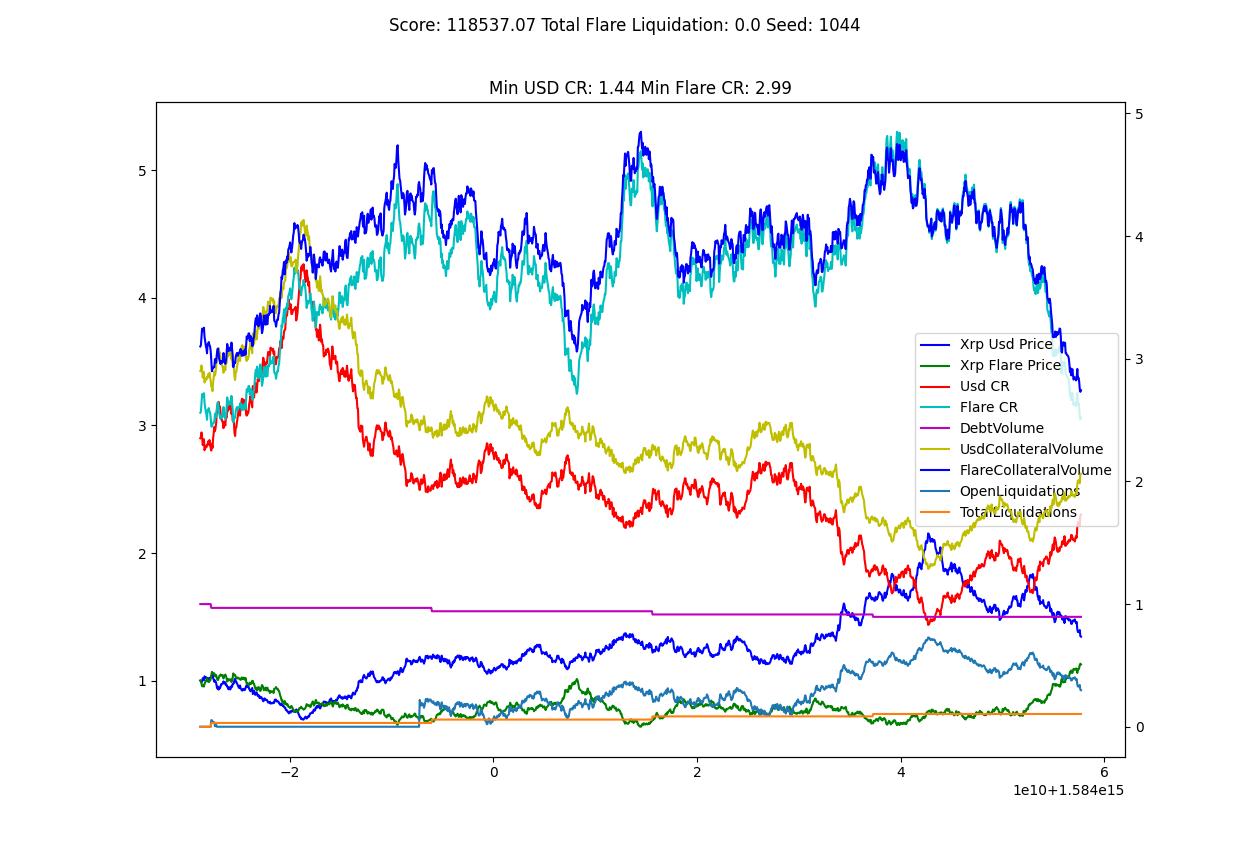 Score: 118537.07 Total Flare Liquidation: 0.0 Seed: 1044
Min USD CR: 1.44 Min Flare CR: 2.99
5
4
3
2
1
5
4
3
2
1
0
Xrp Usd Price
Xrp Flare Price
Usd CR
Flare CR
DebtVolume
UsdCollateralVolume
FlareCollateralVolume
OpenLiquidations
TotalLiquidations
−2 0 2 4 6
1e10+1.584e15